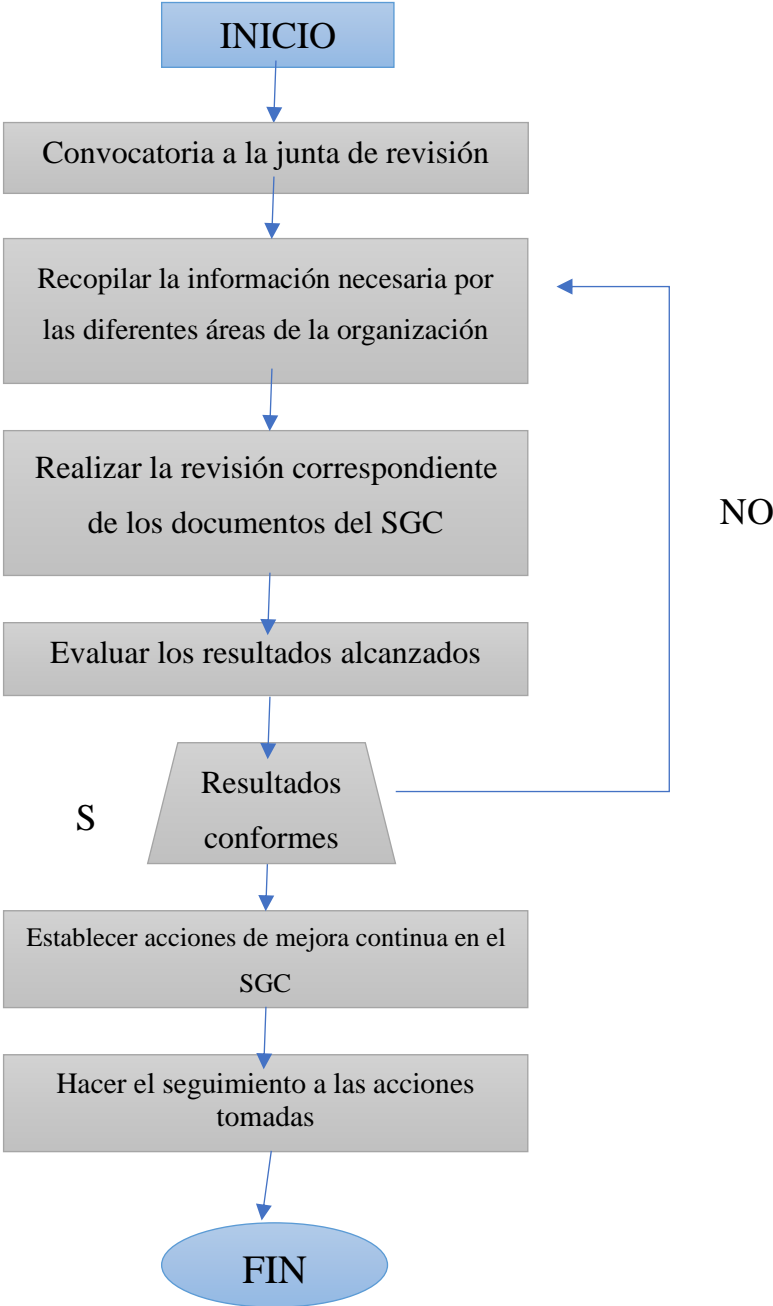 INICIO
Convocatoria a la junta de revisión
Recopilar la información necesaria por
las diferentes áreas de la organización
Realizar la revisión correspondiente
de los documentos del SGC
NO
Evaluar los resultados alcanzados
Resultados
conformes
S
Establecer acciones de mejora continua en el
SGC
Hacer el seguimiento a las acciones
tomadas
FIN